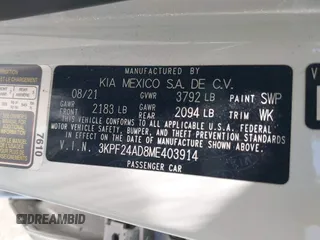 MANUFACTURED BY
KIA MEXICO S.A. DE C.V.
08/21 GVWR 3792 LB PAINT SWP
GAWR FRONT 2183 LB GAWR REAR 2094 LB TRIM WK
THIS VEHICLE CONFORMS TO ALL APPLICABLE U.S.A. FEDERAL
MOTOR VEHICLE SAFETY, BUMPER, AND THEFT PREVENTION
STANDARDS IN EFFECT ON THE DATE OF MANUFACTURE
SHOWN ABOVE.
V.I.N. 3KPF24AD8ME403914
PASSENGER CAR
7610
AutoBidMaster